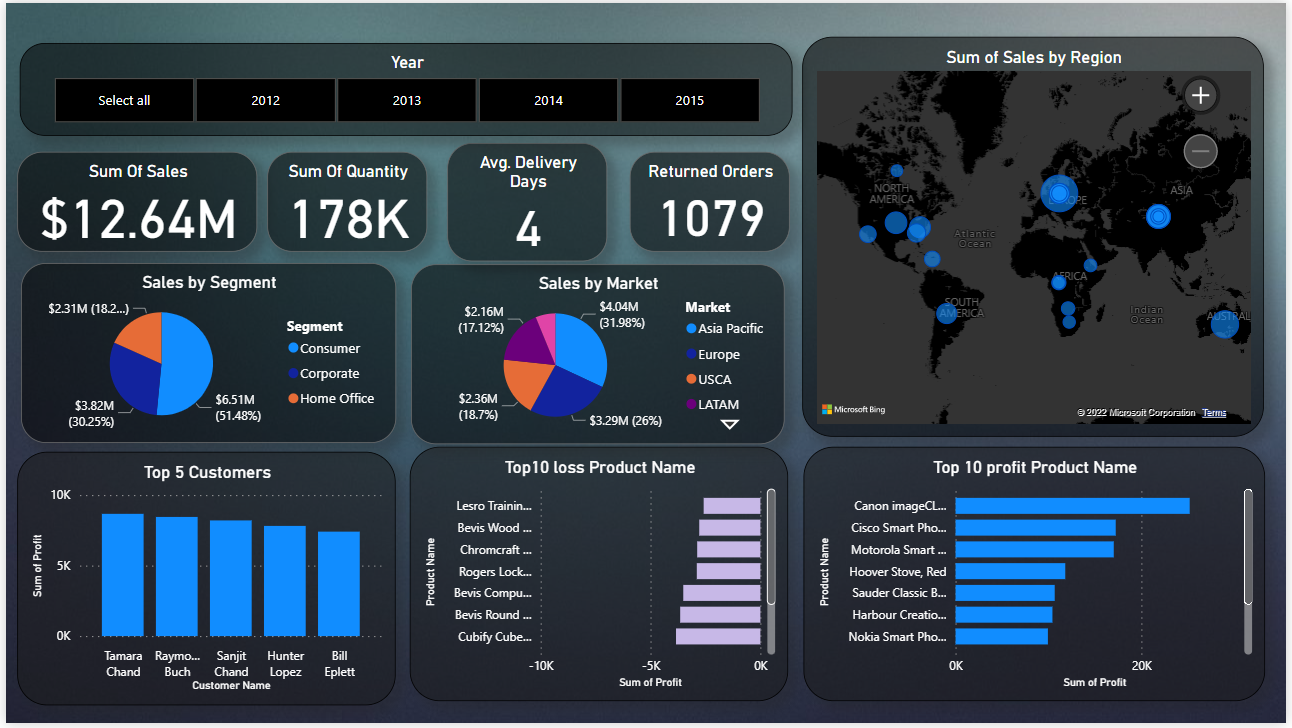 Year
Select all
2012
2013
2014
2015
Sum Of Sales
$12.64M
Sum Of Quantity
178K
Avg. Delivery
Days
4
Returned Orders
1079
Sum of Sales by Region
NORTH
AMERICA
EUROPE
ASIA
Atlantic
Ocean
AFRICA
SOUTH
AMERICA
Indian
Ocean
AUSTRAL
Microsoft Bing
© 2022 Microsoft Corporation
Terms
Sales by Segment
$2.31M (18.2...)
$3.82M
(30.25%)
$6.51M
(51.48%)
Segment
Consumer
Corporate
Home Office
Sales by Market
$2.16M
(17.12%)
$4.04M
(31.98%)
$2.36M
(18.7%)
$3.29M (26%)
Market
Asia Pacific
Europe
USCA
LATAM
Top 5 Customers
Sum of Profit
10K
5K
0K
Tamara
Chand
Raymo...
Buch
Sanjit
Chand
Hunter
Lopez
Bill
Eplett
Customer Name
Top10 loss Product Name
Product Name
Lesro Trainin...
Bevis Wood ...
Chromcraft ...
Rogers Lock...
Bevis Compu...
Bevis Round ...
Cubify Cube...
-10K
-5K
0K
Sum of Profit
Top 10 profit Product Name
Product Name
Canon imageCL...
Cisco Smart Pho...
Motorola Smart ...
Hoover Stove, Red
Sauder Classic B...
Harbour Creatio...
Nokia Smart Pho...
0K
20K
Sum of Profit